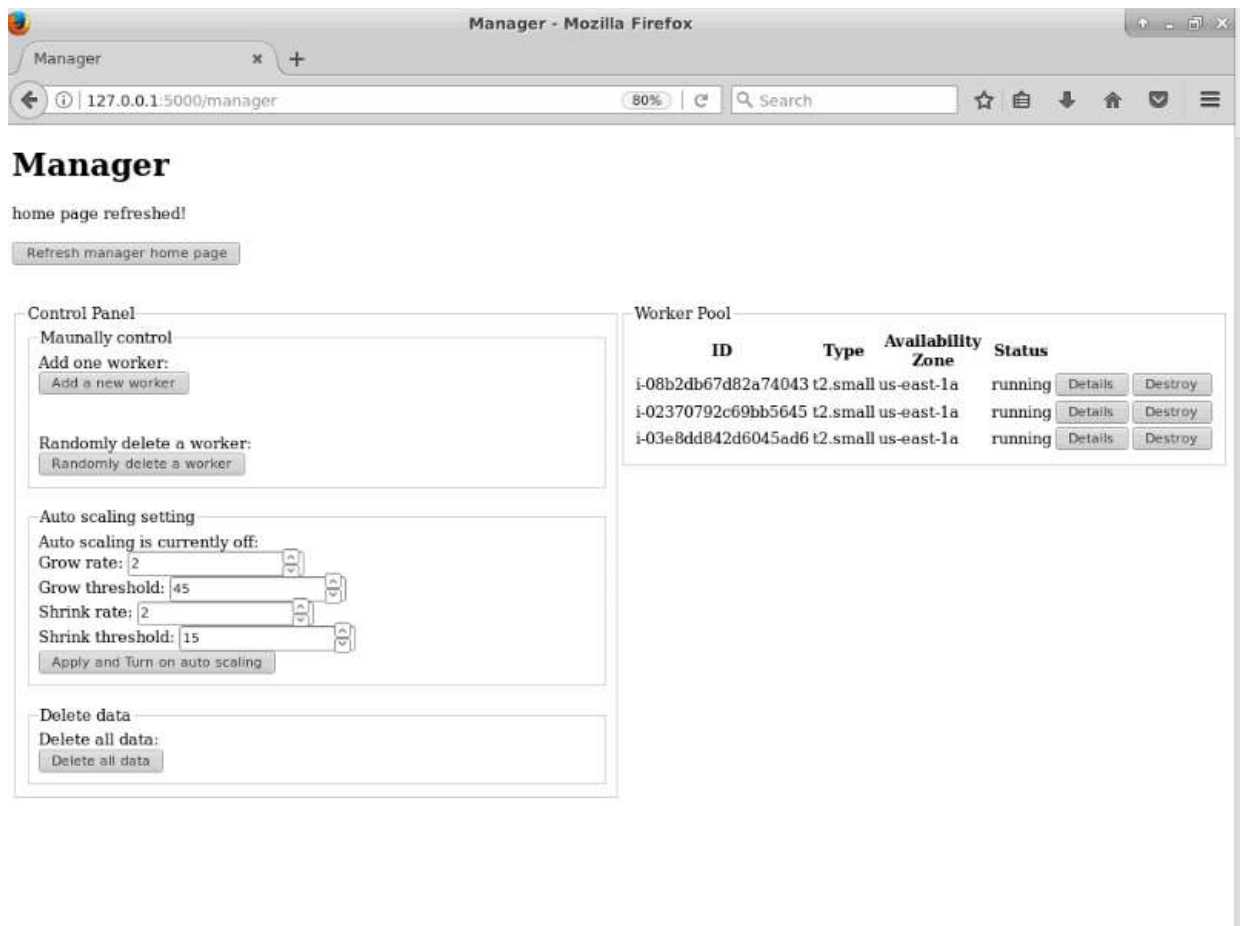 Manager - Mozilla Firefox
Manager
127.0.0.1:5000/manager
80%
Search
Manager
home page refreshed!
Refresh manager home page
Control Panel
Maunally control
Add one worker:
Add a new worker
Randomly delete a worker:
Randomly delete a worker
Auto scaling setting
Auto scaling is currently off:
Grow rate: 2
Grow threshold: 45
Shrink rate: 2
Shrink threshold: 15
Apply and Turn on auto scaling
Delete data
Delete all data:
Delete all data
Worker Pool
ID Type Availability Zone Status
i-08b2db67d82a74043 t2.small us-east-1a running Details Destroy
i-02370792c69bb5645 t2.small us-east-1a running Details Destroy
i-03e8dd842d6045ad6 t2.small us-east-1a running Details Destroy